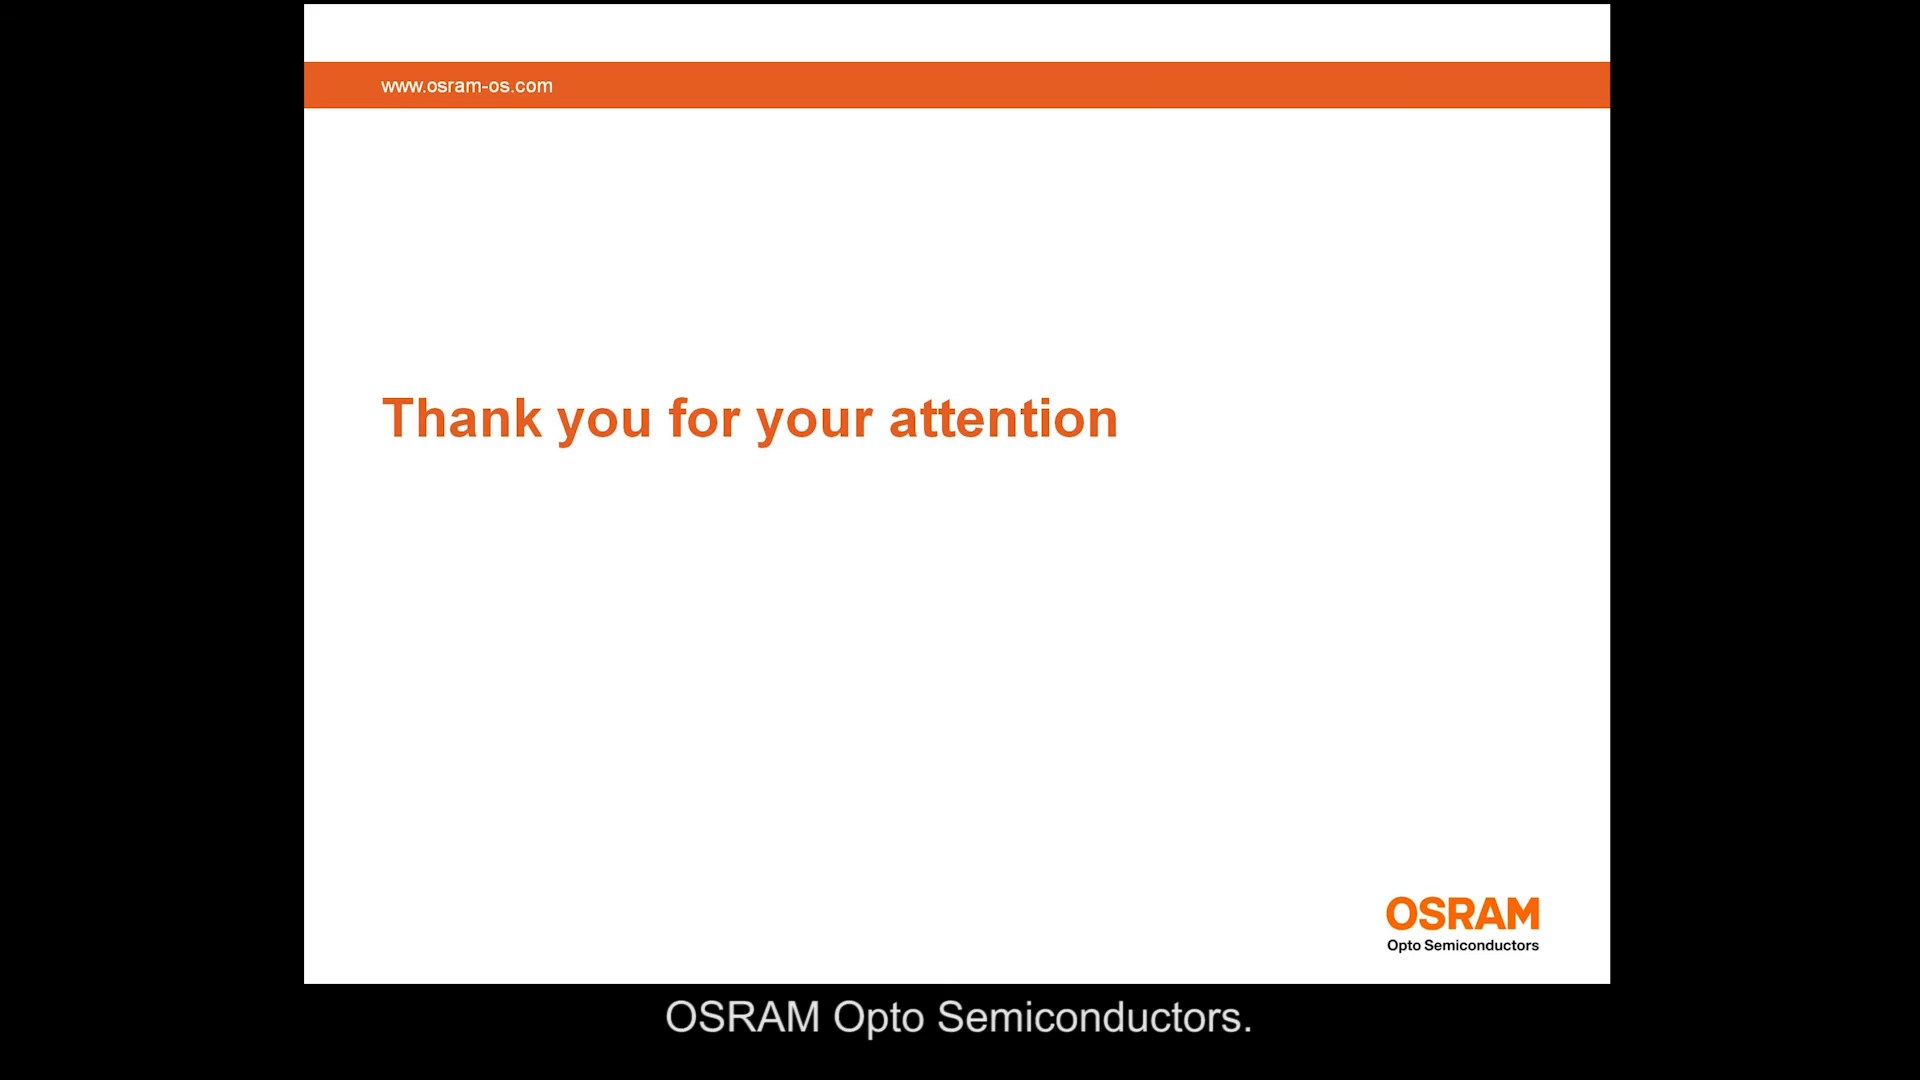 www.osram-os.com
Thank you for your attention
OSRAM
Opto Semiconductors
OSRAM Opto Semiconductors.